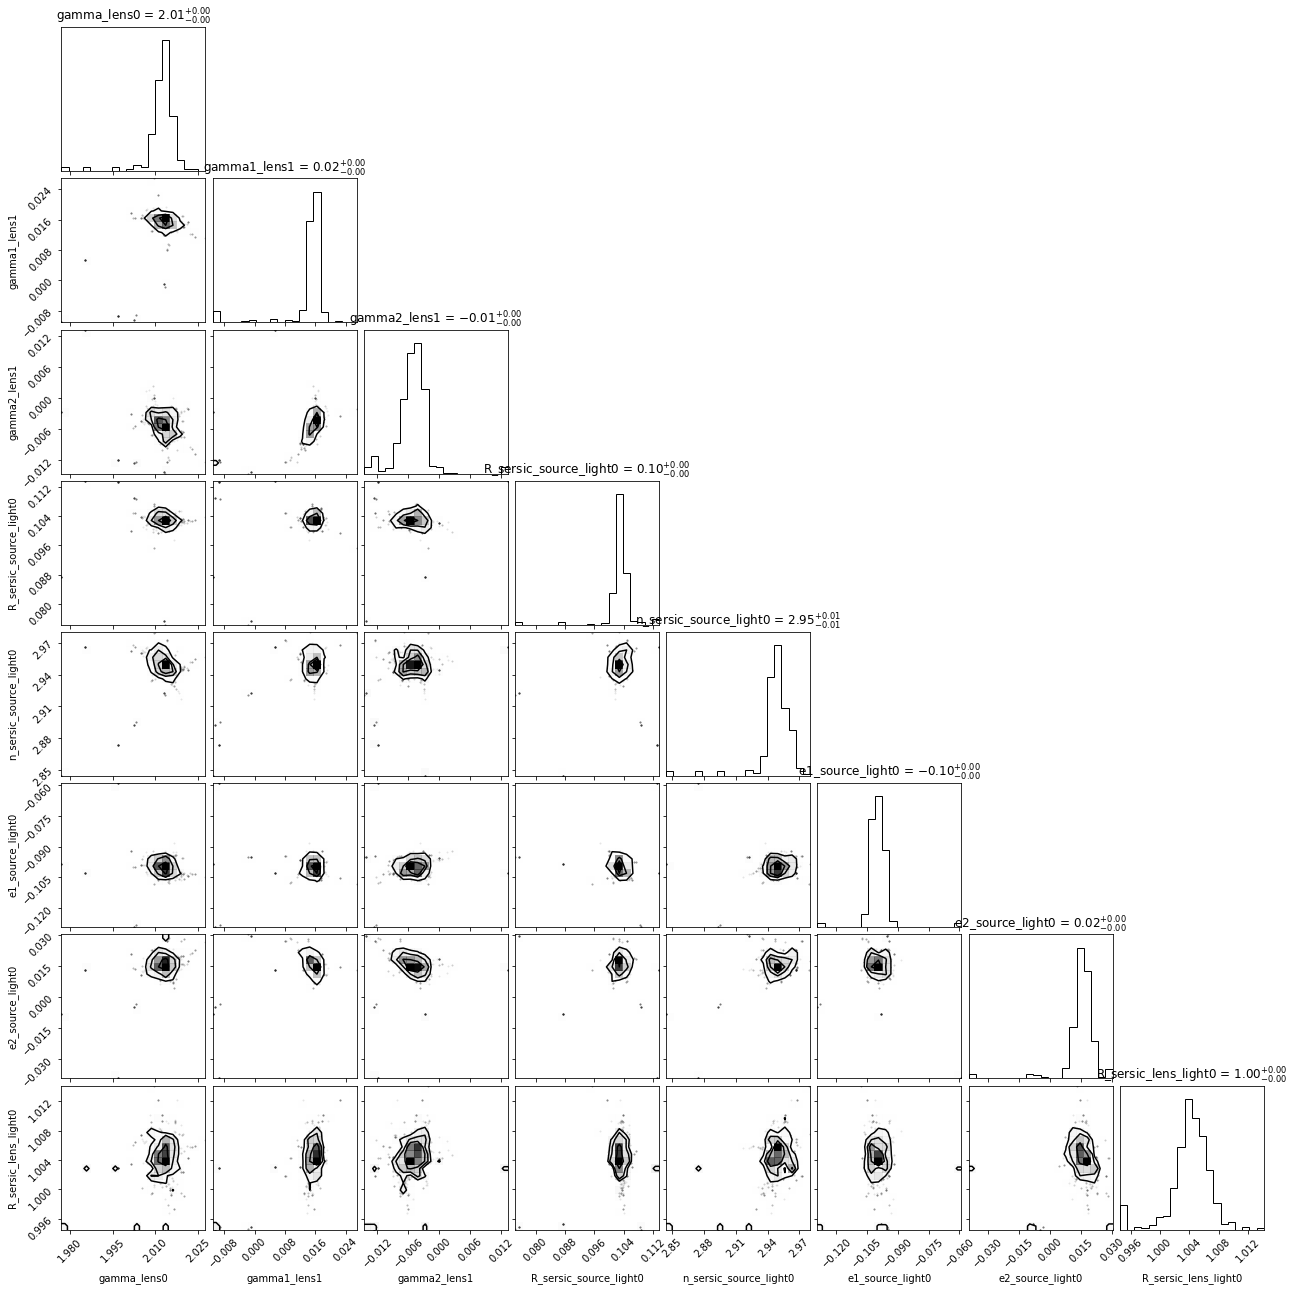 gamma_lens0 = 2.01+0.00−0.00
gamma1_lens1 = 0.02+0.00−0.00
0.024
0.016
0.008
0.000
−0.008
gamma1_lens1
gamma2_lens1 = −0.01+0.00−0.00
0.012
0.006
0.000
−0.006
−0.012
gamma2_lens1
R_sersic_source_light0 = 0.10+0.00−0.00
0.112
0.104
0.096
0.088
0.080
R_sersic_source_light0
n_sersic_source_light0 = 2.95+0.01−0.01
2.97
2.94
2.91
2.88
2.85
n_sersic_source_light0
e1_source_light0 = −0.10+0.00−0.00
−0.060
−0.075
−0.090
−0.105
−0.120
e1_source_light0
e2_source_light0 = 0.02+0.00−0.00
0.030
0.015
0.000
−0.015
−0.030
e2_source_light0
R_sersic_lens_light0 = 1.00+0.00−0.00
1.012
1.008
1.004
1.000
0.996
R_sersic_lens_light0
1.980 1.995 2.010 2.025 −0.008 0.000 0.008 0.016 0.024 −0.012 −0.006 0.000 0.006 0.012 0.080 0.088 0.096 0.104 0.112 2.85 2.88 2.91 2.94 2.97 −0.120 −0.105 −0.090 −0.075 −0.060 −0.030 −0.015 0.000 0.015 0.030 0.996 1.000 1.004 1.008 1.012
gamma_lens0 gamma1_lens1 gamma2_lens1 R_sersic_source_light0 n_sersic_source_light0 e1_source_light0 e2_source_light0 R_sersic_lens_light0